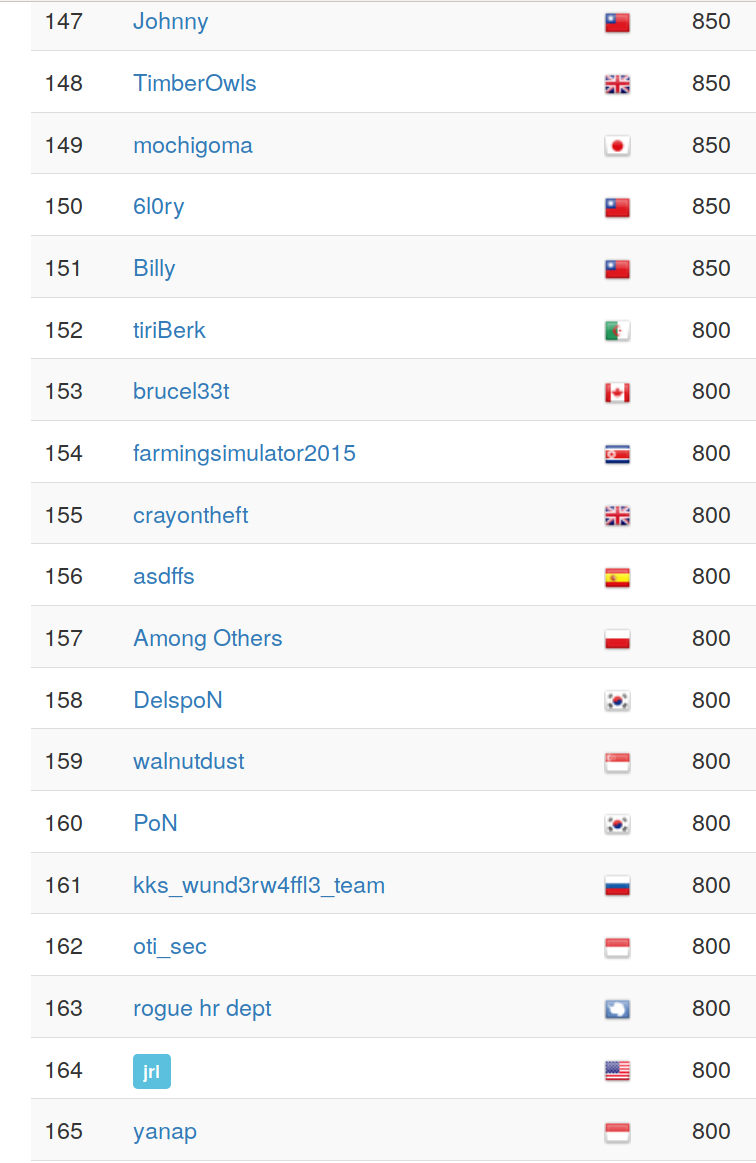 147 Johnny 850
148 TimberOwls 850
149 mochigoma 850
150 6l0ry 850
151 Billy 850
152 tiriBerk 800
153 brucel33t 800
154 farmingsimulator2015 800
155 crayontheft 800
156 asdffs 800
157 Among Others 800
158 DelspoN 800
159 walnutdust 800
160 PoN 800
161 kks_wund3rw4ffl3_team 800
162 oti_sec 800
163 rogue hr dept 800
164 jrl 800
165 yanap 800